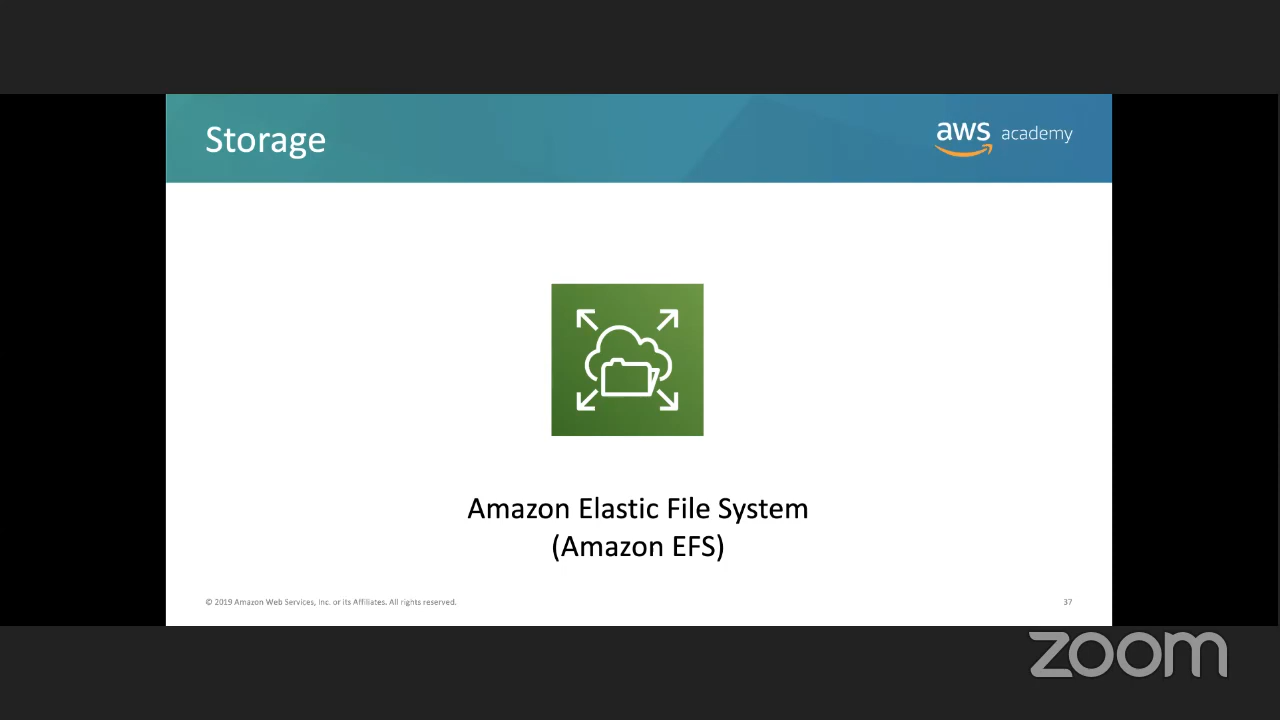 Storage
aws academy
Amazon Elastic File System
(Amazon EFS)
© 2019 Amazon Web Services, Inc. or its Affiliates. All rights reserved.
37
zoom